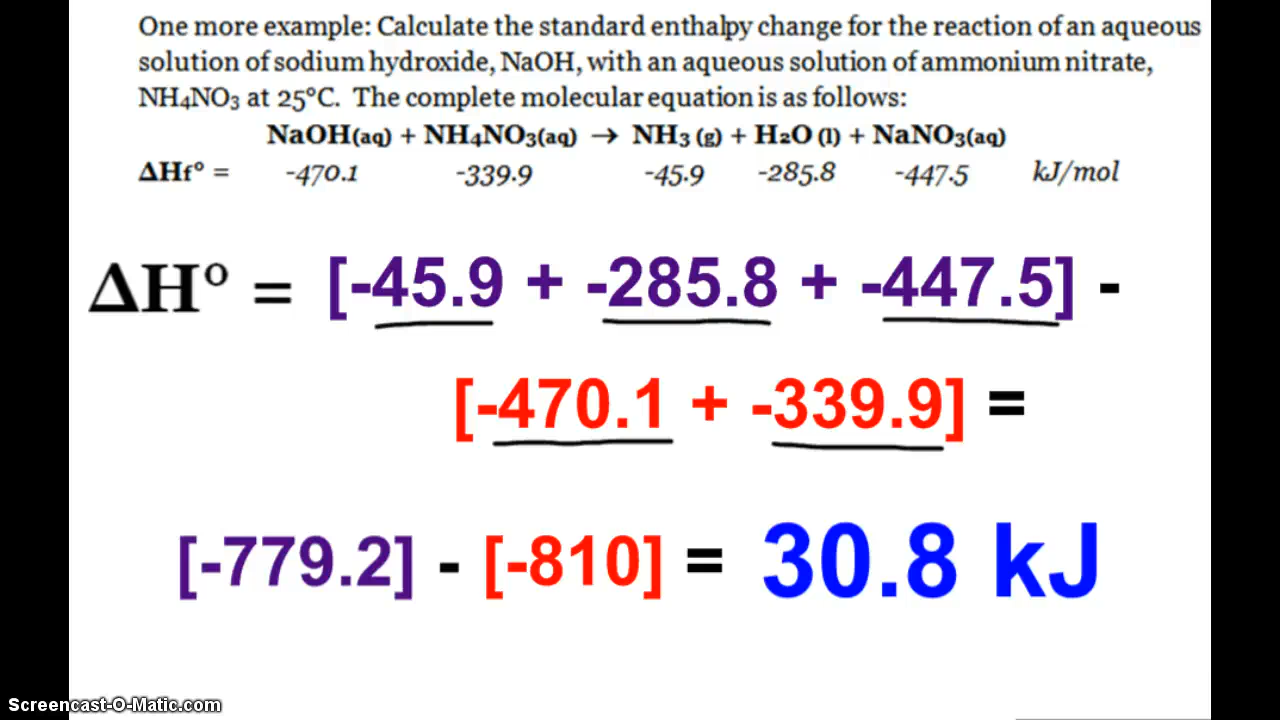 One more example: Calculate the standard enthalpy change for the reaction of an aqueous
solution of sodium hydroxide, NaOH, with an aqueous solution of ammonium nitrate,
NH4NO3 at 25°C.  The complete molecular equation is as follows:
NaOH(aq) + NH4NO3(aq) → NH3 (g) + H2O (l) + NaNO3(aq)
ΔHf° = -470.1 -339.9 -45.9 -285.8 -447.5 kJ/mol
ΔH° = [-45.9 + -285.8 + -447.5] -
[-470.1 + -339.9] =
[-779.2] - [-810] = 30.8 kJ
Screencast-O-Matic.com